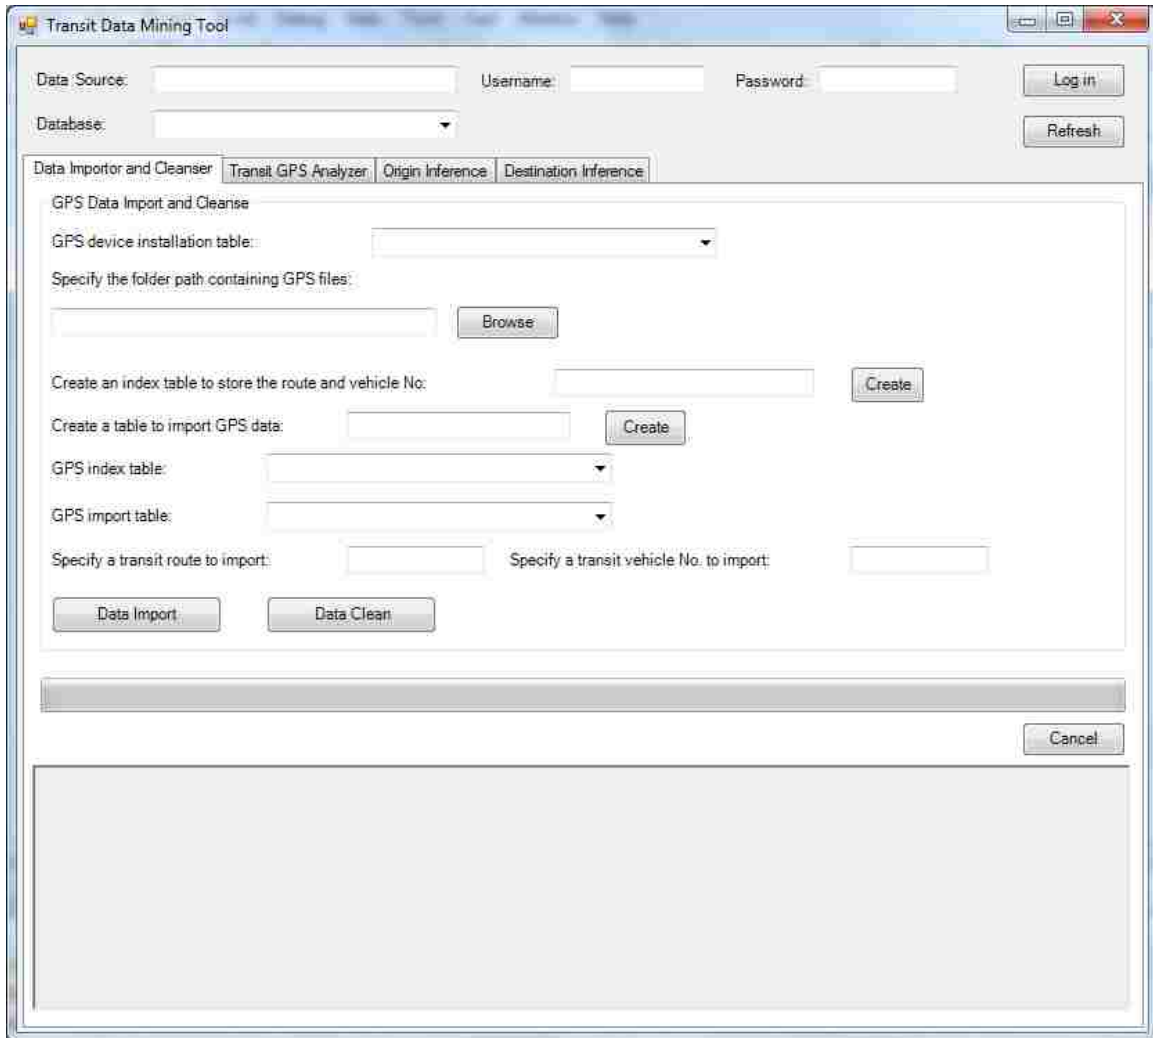 Transit Data Mining Tool
Data Source: Username: Password: Log in
Database: Refresh
Data Importor and Cleanser Transit GPS Analyzer Origin Inference Destination Inference
GPS Data Import and Cleanse
GPS device installation table:
Specify the folder path containing GPS files:
Browse
Create an index table to store the route and vehicle No: Create
Create a table to import GPS data: Create
GPS index table:
GPS import table:
Specify a transit route to import: Specify a transit vehicle No. to import:
Data Import Data Clean
Cancel